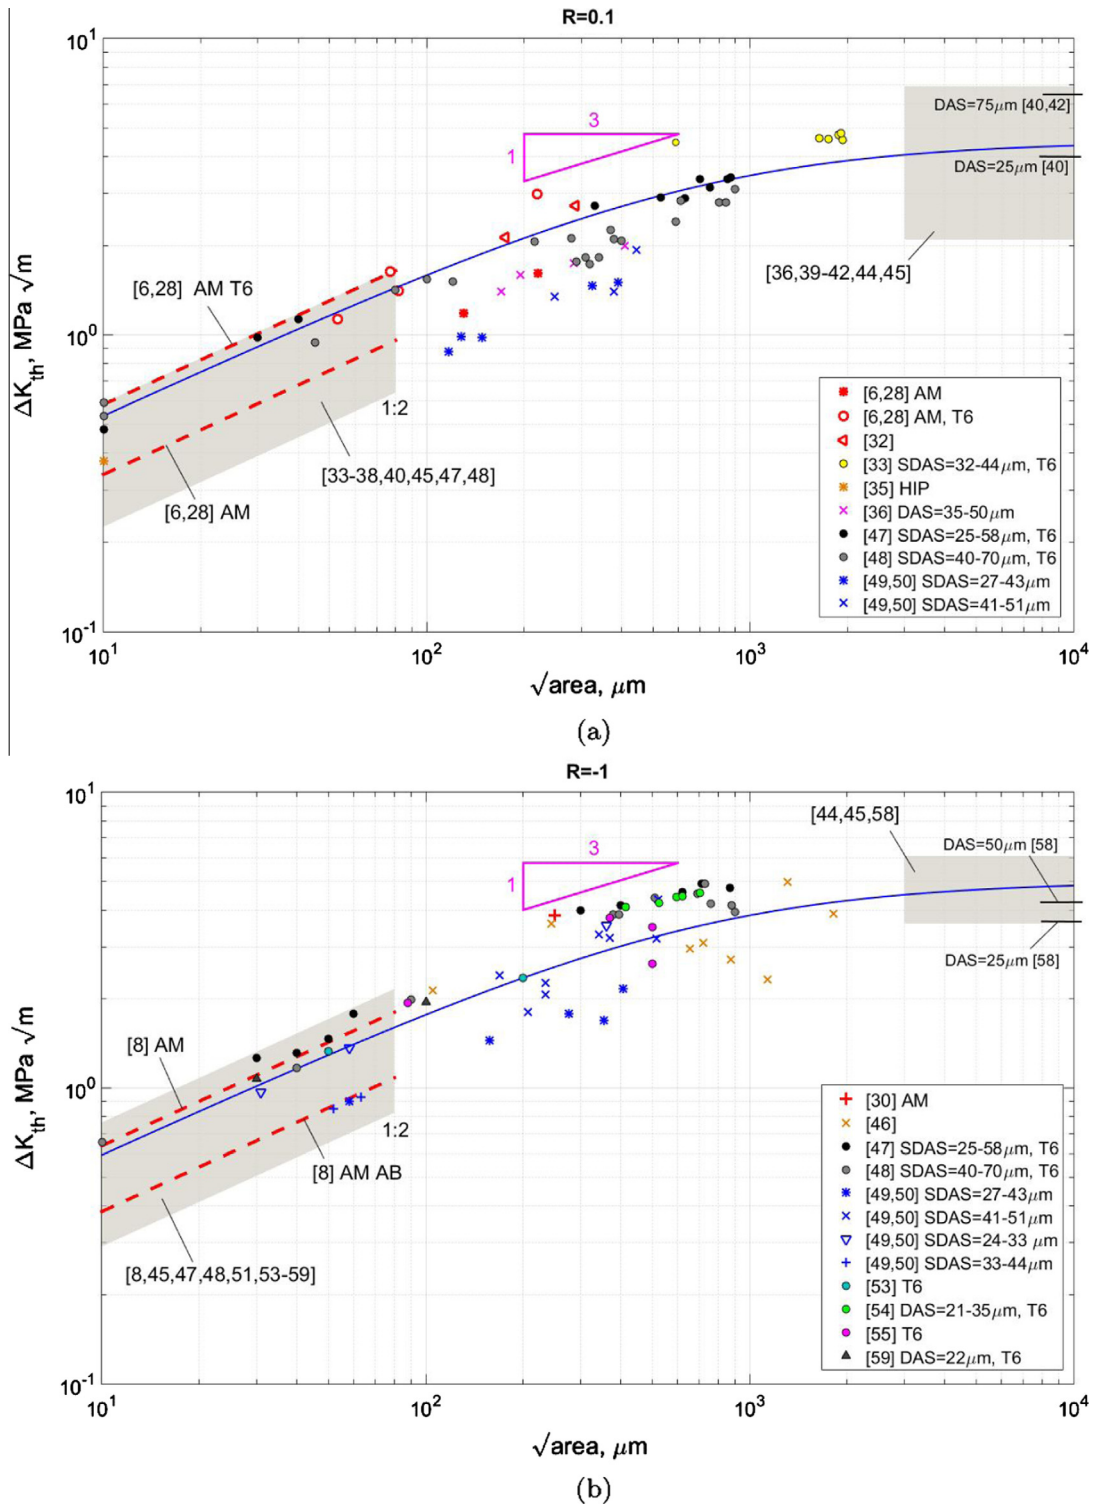 R=0.1
10^1
DAS=75μm [40,42]
3
1
DAS=25μm [40]
[36,39-42,44,45]
[6,28] AM T6
10^0
ΔK_th, MPa √m
1:2
[33-38,40,45,47,48]
[6,28] AM
[6,28] AM
[6,28] AM, T6
[32]
[33] SDAS=32-44μm, T6
[35] HIP
[36] DAS=35-50μm
[47] SDAS=25-58μm, T6
[48] SDAS=40-70μm, T6
[49,50] SDAS=27-43μm
[49,50] SDAS=41-51μm
10^-1
10^1 10^2 10^3 10^4
√area, μm
(a)
R=-1
10^1
[44,45,58]
DAS=50μm [58]
3
1
DAS=25μm [58]
[8] AM
10^0
ΔK_th, MPa √m
1:2
[8] AM AB
[8,45,47,48,51,53-59]
[30] AM
[46]
[47] SDAS=25-58μm, T6
[48] SDAS=40-70μm, T6
[49,50] SDAS=27-43μm
[49,50] SDAS=41-51μm
[49,50] SDAS=24-33 μm
[49,50] SDAS=33-44μm
[53] T6
[54] DAS=21-35μm, T6
[55] T6
[59] DAS=22μm, T6
10^-1
10^1 10^2 10^3 10^4
√area, μm
(b)